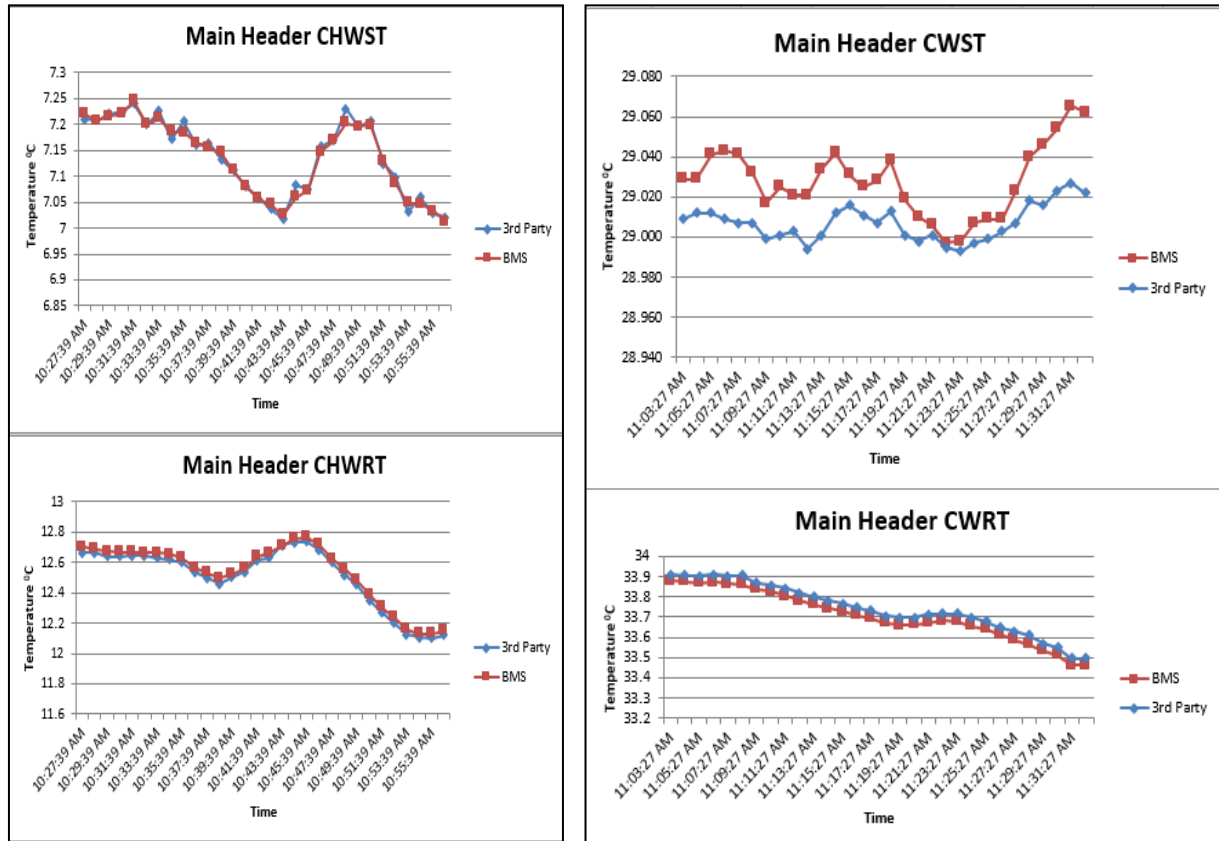 Main Header CHWST
Temperature ⁰C
7.3
7.25
7.2
7.15
7.1
7.05
7
6.95
6.9
6.85
10:27:39 AM
10:29:39 AM
10:31:39 AM
10:33:39 AM
10:35:39 AM
10:37:39 AM
10:39:39 AM
10:41:39 AM
10:43:39 AM
10:45:39 AM
10:47:39 AM
10:49:39 AM
10:51:39 AM
10:53:39 AM
10:55:39 AM
Time
3rd Party
BMS
Main Header CHWRT
Temperature ⁰C
13
12.8
12.6
12.4
12.2
12
11.8
11.6
10:27:39 AM
10:29:39 AM
10:31:39 AM
10:33:39 AM
10:35:39 AM
10:37:39 AM
10:39:39 AM
10:41:39 AM
10:43:39 AM
10:45:39 AM
10:47:39 AM
10:49:39 AM
10:51:39 AM
10:53:39 AM
10:55:39 AM
Time
3rd Party
BMS
Main Header CWST
Temperature ⁰C
29.080
29.060
29.040
29.020
29.000
28.980
28.960
28.940
11:03:27 AM
11:05:27 AM
11:07:27 AM
11:09:27 AM
11:11:27 AM
11:13:27 AM
11:15:27 AM
11:17:27 AM
11:19:27 AM
11:21:27 AM
11:23:27 AM
11:25:27 AM
11:27:27 AM
11:29:27 AM
11:31:27 AM
Time
BMS
3rd Party
Main Header CWRT
Temperature ⁰C
34
33.9
33.8
33.7
33.6
33.5
33.4
33.3
33.2
11:03:27 AM
11:05:27 AM
11:07:27 AM
11:09:27 AM
11:11:27 AM
11:13:27 AM
11:15:27 AM
11:17:27 AM
11:19:27 AM
11:21:27 AM
11:23:27 AM
11:25:27 AM
11:27:27 AM
11:29:27 AM
11:31:27 AM
Time
BMS
3rd Party